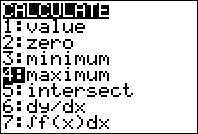 CALCULATE
1:value
2:zero
3:minimum
4:maximum
5:intersect
6:dy/dx
7:∫f(x)dx